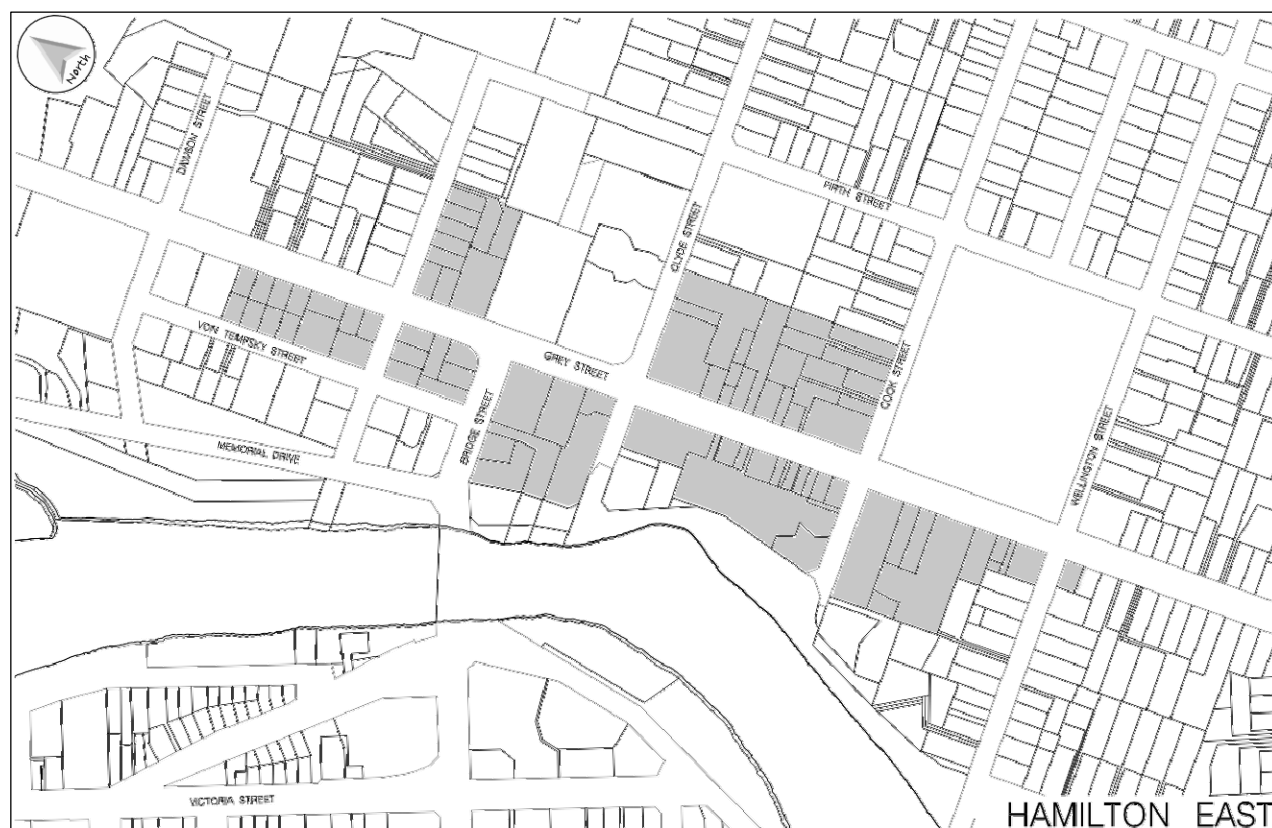 North
DAWSON STREET
FIRTH STREET
CLYDE STREET
VON TEMPSKY STREET
GREY STREET
COOK STREET
BRIDGE STREET
MEMORIAL DRIVE
WELLINGTON STREET
VICTORIA STREET
HAMILTON EAST